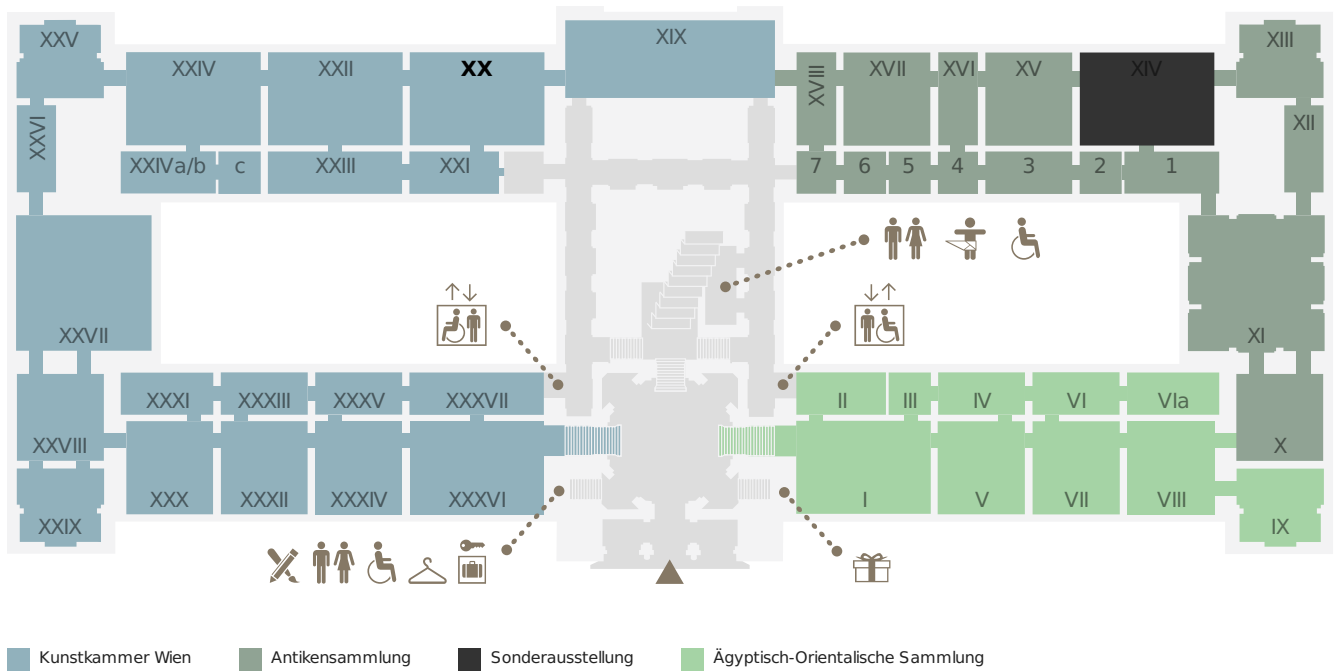 XXV
XXIV
XXII
XX
XIX
XVIII
XVII
XVI
XV
XIV
XIII
XXVI
XII
XXIVa/b
c
XXIII
XXI
7
6
5
4
3
2
1
XXVII
XI
XXXI
XXXIII
XXXV
XXXVII
II
III
IV
VI
VIa
XXVIII
X
XXX
XXXII
XXXIV
XXXVI
I
V
VII
VIII
XXIX
IX
Kunstkammer Wien
Antikensammlung
Sonderausstellung
Ägyptisch-Orientalische Sammlung